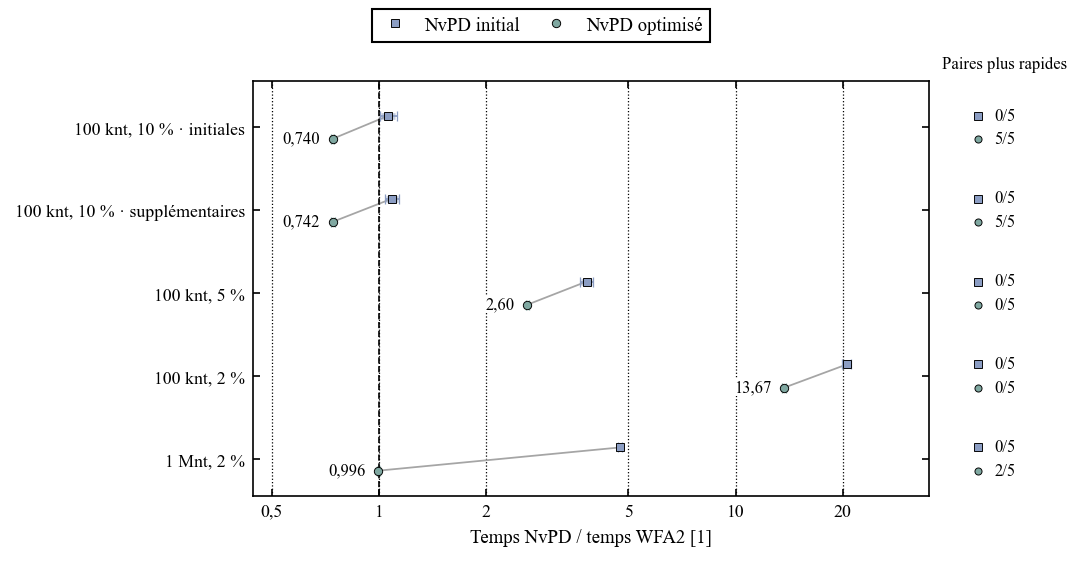 NvPD initial NvPD optimisé
Paires plus rapides
100 knt, 10 % · initiales
0,740
0/5
5/5
100 knt, 10 % · supplémentaires
0,742
0/5
5/5
100 knt, 5 %
2,60
0/5
0/5
100 knt, 2 %
13,67
0/5
0/5
1 Mnt, 2 %
0,996
0/5
2/5
0,5 1 2 5 10 20
Temps NvPD / temps WFA2 [1]